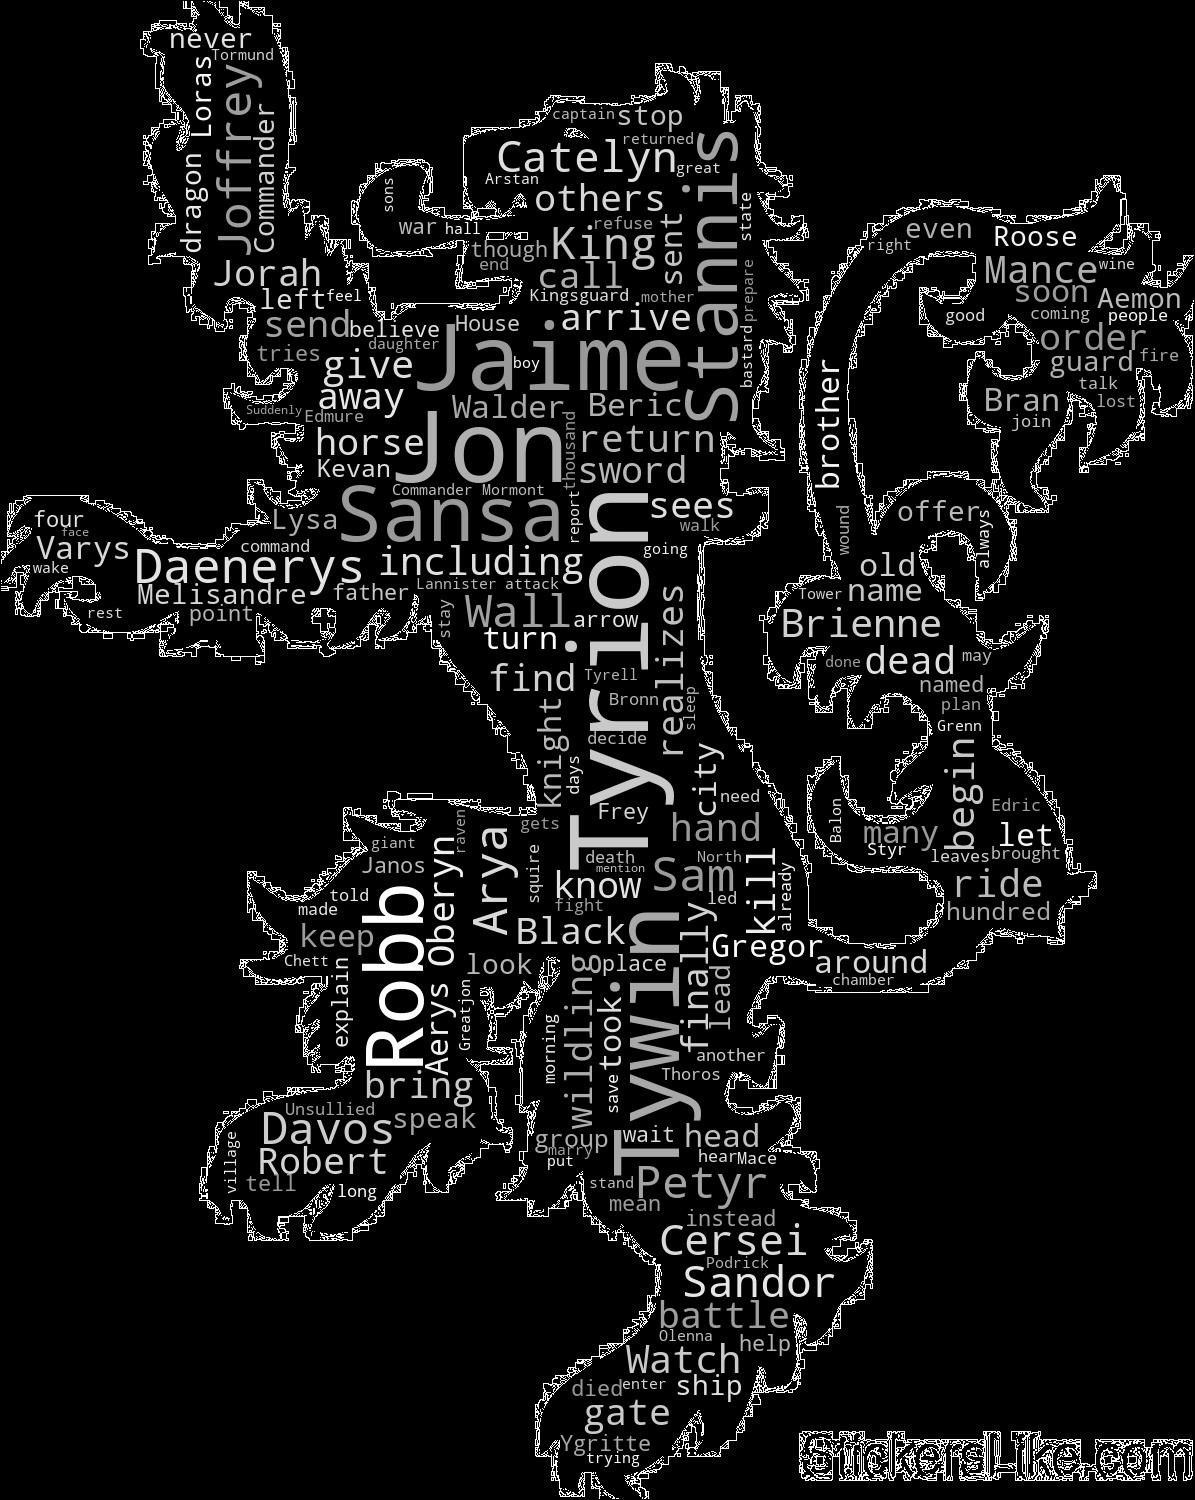 never
Tormund
Loras
Joffrey
Commander
dragon
captain
stop
Stannis
returned
Catelyn
great
Arstan
sons
others
state
refuse
war
hall
sent
King
though
end
call
Jorah
Kingsguard
mother
prepare
left
feel
arrive
House
send
believe
daughter
tries
Jaime
boy
bastard
give
away
Walder
Beric
Suddenly
Edmure
thousand
Jon
return
horse
Kevan
sword
Commander Mormont
report
Sansa
sees
Lysa
walk
even
right
Roose
Mance
wine
soon
Aemon
good
coming
people
order
guard
fire
talk
Bran
lost
join
brother
offer
wound
always
four
face
Varys
wake
command
Daenerys
including
going
Melisandre
father
Lannister attack
rest
point
stay
Wall
arrow
turn
Tyrion
realizes
find
Tyrell
Bronn
sleep
knight
decide
days
city
need
old
Tower
name
Brienne
dead
done
may
named
plan
Grenn
begin
Edric
Balon
many
let
Styr
leaves
brought
ride
hundred
Frey
gets
hand
raven
giant
Arya
Janos
Oberyn
squire
death
North
mention
Sam
know
kill
already
told
made
Robb
fight
led
keep
Black
finally
Gregor
around
chamber
Chett
look
place
explain
Aerys
Greatjon
wildling
took
Tywin
lead
morning
another
Thoros
save
bring
Unsullied
speak
Davos
group
wait
head
Robert
marry
put
hear
Mace
village
tell
long
stand
Petyr
mean
instead
Cersei
Podrick
Sandor
battle
Olenna
help
Watch
died
enter
ship
gate
Ygritte
trying
StickersLike.com